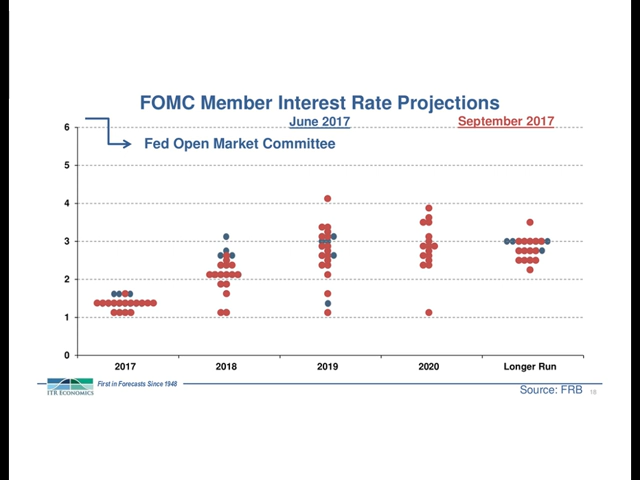 FOMC Member Interest Rate Projections
June 2017 September 2017
Fed Open Market Committee
6
5
4
3
2
1
0
2017 2018 2019 2020 Longer Run
First in Forecasts Since 1948
ITR ECONOMICS
Source: FRB 18